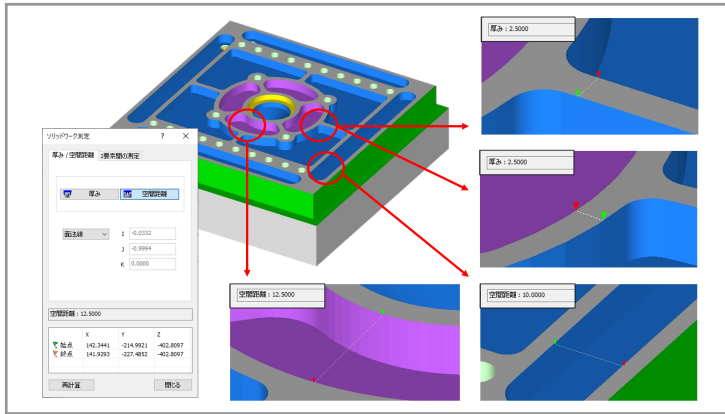 厚み : 2.5000
ソリッドワーク測定 ? ×
厚み / 空間距離 2要素間の測定
厚み 空間距離
面法線 I -0.0332
J -0.9994
K 0.0000
空間距離 : 12.5000
X Y Z
始点 142.3441 -214.9921 -402.8097
終点 141.9293 -227.4852 -402.8097
再計算 閉じる
厚み : 2.5000
空間距離 : 12.5000
空間距離 : 10.0000